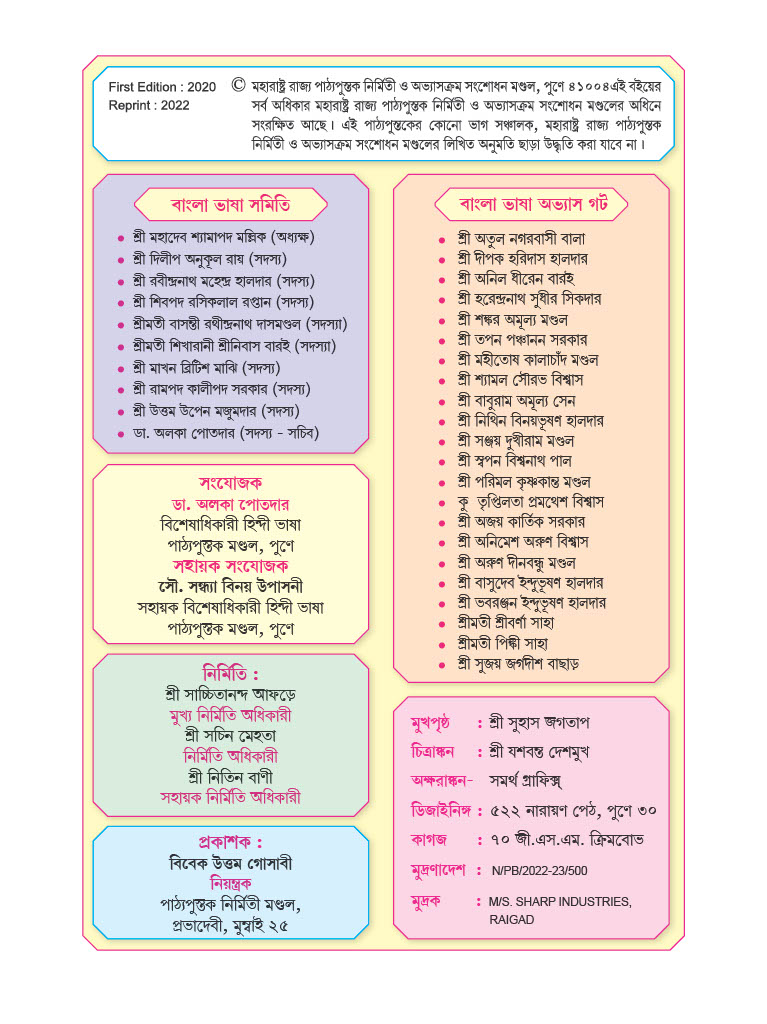 First Edition : 2020
Reprint : 2022
© মহারাষ্ট্র রাজ্য পাঠ্যপুস্তক নির্মিতী ও অভ্যাসক্রম সংশোধন মণ্ডল, পুণে ৪১০০৪এই বইয়ের
সর্ব অধিকার মহারাষ্ট্র রাজ্য পাঠ্যপুস্তক নির্মিতী ও অভ্যাসক্রম সংশোধন মণ্ডলের অধিনে
সংরক্ষিত আছে। এই পাঠ্যপুস্তকের কোনো ভাগ সঞ্চালক, মহারাষ্ট্র রাজ্য পাঠ্যপুস্তক
নির্মিতী ও অভ্যাসক্রম সংশোধন মণ্ডলের লিখিত অনুমতি ছাড়া উদ্ধৃতি করা যাবে না।
বাংলা ভাষা সমিতি
• শ্রী মহাদেব শ্যামাপদ মল্লিক (অধ্যক্ষ)
• শ্রী দিলীপ অনুকূল রায় (সদস্য)
• শ্রী রবীন্দ্রনাথ মহেন্দ্র হালদার (সদস্য)
• শ্রী শিবপদ রসিকলাল রপ্তান (সদস্য)
• শ্রীমতী বাসন্তী রথীন্দ্রনাথ দাসমণ্ডল (সদস্যা)
• শ্রীমতী শিখারানী শ্রীনিবাস বারই (সদস্যা)
• শ্রী মাখন ব্রিটিশ মাঝি (সদস্য)
• শ্রী রামপদ কালীপদ সরকার (সদস্য)
• শ্রী উত্তম উপেন মজুমদার (সদস্য)
• ডা. অলকা পোতদার (সদস্য - সচিব)
সংযোজক
ডা. অলকা পোতদার
বিশেষাধিকারী হিন্দী ভাষা
পাঠ্যপুস্তক মণ্ডল, পুণে
সহায়ক সংযোজক
সৌ. সন্ধ্যা বিনয় উপাসনী
সহায়ক বিশেষাধিকারী হিন্দী ভাষা
পাঠ্যপুস্তক মণ্ডল, পুণে
নির্মিতি :
শ্রী সাচ্চিতানন্দ আফড়ে
মুখ্য নির্মিতি অধিকারী
শ্রী সচিন মেহতা
নির্মিতি অধিকারী
শ্রী নিতিন বাণী
সহায়ক নির্মিতি অধিকারী
প্রকাশক :
বিবেক উত্তম গোসাবী
নিয়ন্ত্রক
পাঠ্যপুস্তক নির্মিতী মণ্ডল,
প্রভাদেবী, মুম্বাই ২৫
বাংলা ভাষা অভ্যাস গট
• শ্রী অতুল নগরবাসী বালা
• শ্রী দীপক হরিদাস হালদার
• শ্রী অনিল ধীরেন বারই
• শ্রী হরেন্দ্রনাথ সুধীর সিকদার
• শ্রী শঙ্কর অমূল্য মণ্ডল
• শ্রী তপন পঞ্চানন সরকার
• শ্রী মহীতোষ কালাচাঁদ মণ্ডল
• শ্রী শ্যামল সৌরভ বিশ্বাস
• শ্রী বাবুরাম অমূল্য সেন
• শ্রী নিথিন বিনয়ভূষণ হালদার
• শ্রী সঞ্জয় দুখীরাম মণ্ডল
• শ্রী স্বপন বিশ্বনাথ পাল
• শ্রী পরিমল কৃষ্ণকান্ত মণ্ডল
• কু তৃপ্তিলতা প্রমথেশ বিশ্বাস
• শ্রী অজয় কার্তিক সরকার
• শ্রী অনিমেশ অরুণ বিশ্বাস
• শ্রী অরুণ দীনবন্ধু মণ্ডল
• শ্রী বাসুদেব ইন্দুভূষণ হালদার
• শ্রী ভবরঞ্জন ইন্দুভূষণ হালদার
• শ্রীমতী শ্রীবর্ণা সাহা
• শ্রীমতী পিঙ্কী সাহা
• শ্রী সুজয় জগদীশ বাছাড়
মুখপৃষ্ঠ : শ্রী সুহাস জগতাপ
চিত্রাঙ্কন : শ্রী যশবন্ত দেশমুখ
অক্ষরাঙ্কন- সমর্থ গ্রাফিক্স্
ডিজাইনিঙ্গ : ৫২২ নারায়ণ পেঠ, পুণে ৩০
কাগজ : ৭০ জী.এস.এম. ক্রিমবোভ
মুদ্রণাদেশ : N/PB/2022-23/500
মুদ্রক : M/S. SHARP INDUSTRIES,
RAIGAD